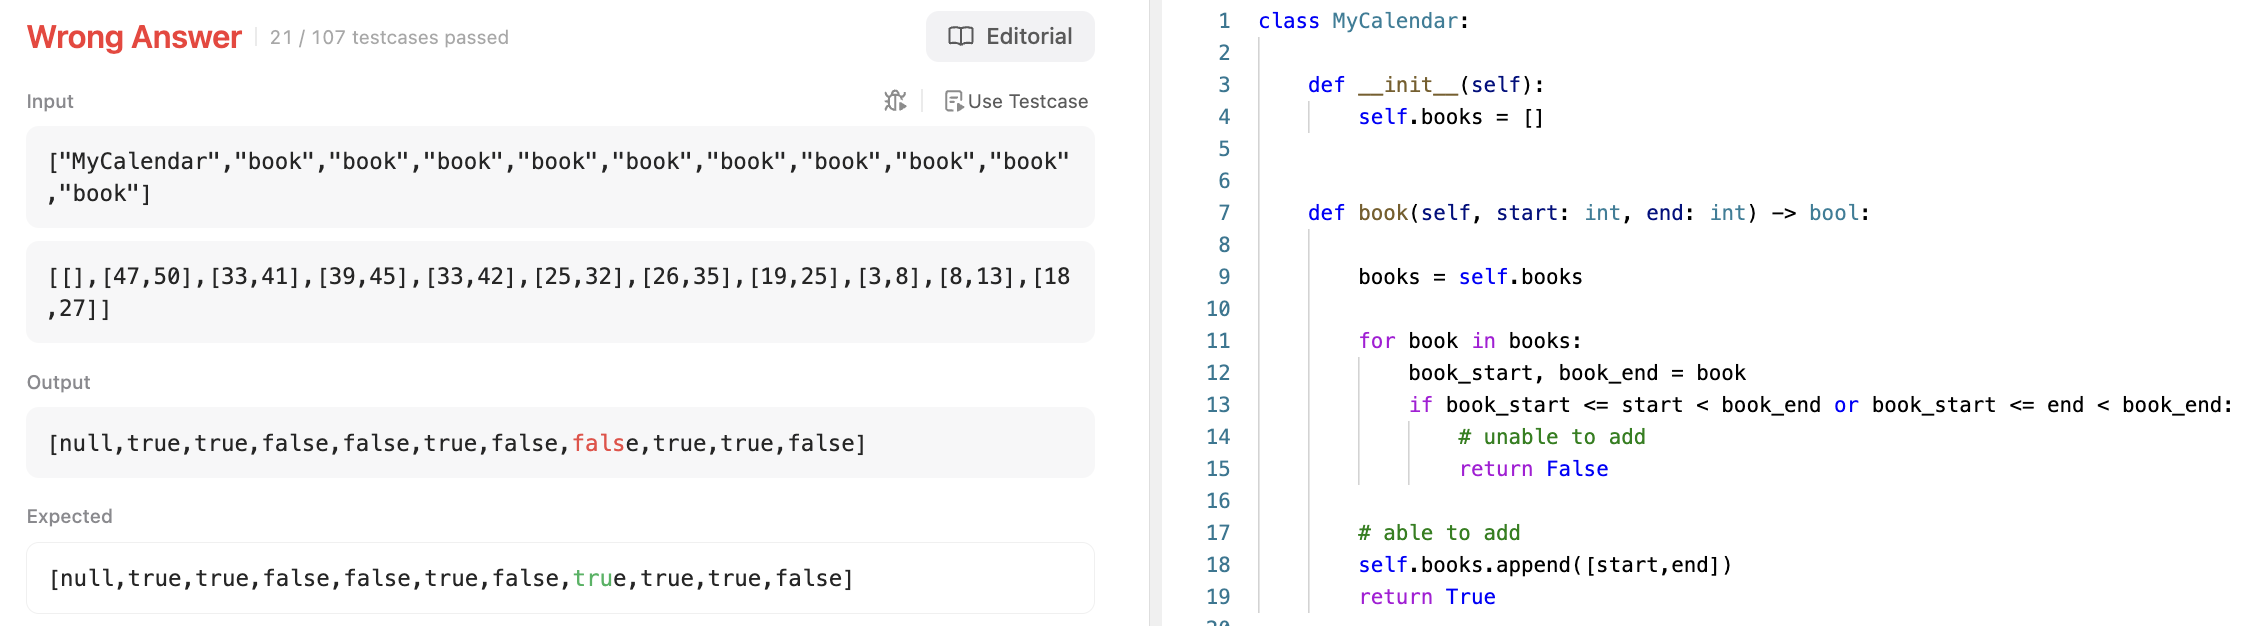 Wrong Answer 21 / 107 testcases passed
Editorial
Input
Use Testcase
["MyCalendar","book","book","book","book","book","book","book","book","book"
,"book"]
[[],[47,50],[33,41],[39,45],[33,42],[25,32],[26,35],[19,25],[3,8],[8,13],[18
,27]]
Output
[null,true,true,false,false,true,false,false,true,true,false]
Expected
[null,true,true,false,false,true,false,true,true,true,false]
1 class MyCalendar:
2
3 def __init__(self):
4 self.books = []
5
6
7 def book(self, start: int, end: int) -> bool:
8
9 books = self.books
10
11 for book in books:
12 book_start, book_end = book
13 if book_start <= start < book_end or book_start <= end < book_end:
14 # unable to add
15 return False
16
17 # able to add
18 self.books.append([start,end])
19 return True